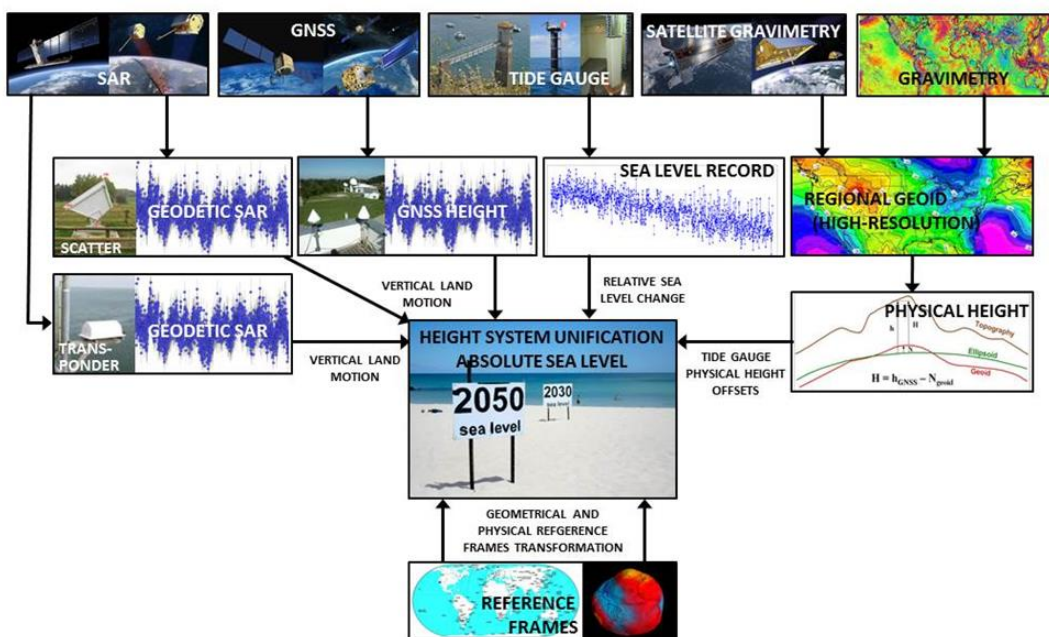 SAR
GNSS
TIDE GAUGE
SATELLITE GRAVIMETRY
GRAVIMETRY
SCATTER
GEODETIC SAR
GNSS HEIGHT
SEA LEVEL RECORD
REGIONAL GEOID
(HIGH-RESOLUTION)
TRANS-
PONDER
GEODETIC SAR
VERTICAL LAND
MOTION
RELATIVE SEA
LEVEL CHANGE
PHYSICAL HEIGHT
h
H
Topography
Ellipsoid
Geoid
H = hGNSS – Ngeoid
VERTICAL LAND
MOTION
HEIGHT SYSTEM UNIFICATION
ABSOLUTE SEA LEVEL
TIDE GAUGE
PHYSICAL HEIGHT
OFFSETS
2050
sea level
2030
sea level
GEOMETRICAL AND
PHYSICAL REFGERENCE
FRAMES TRANSFORMATION
REFERENCE
FRAMES